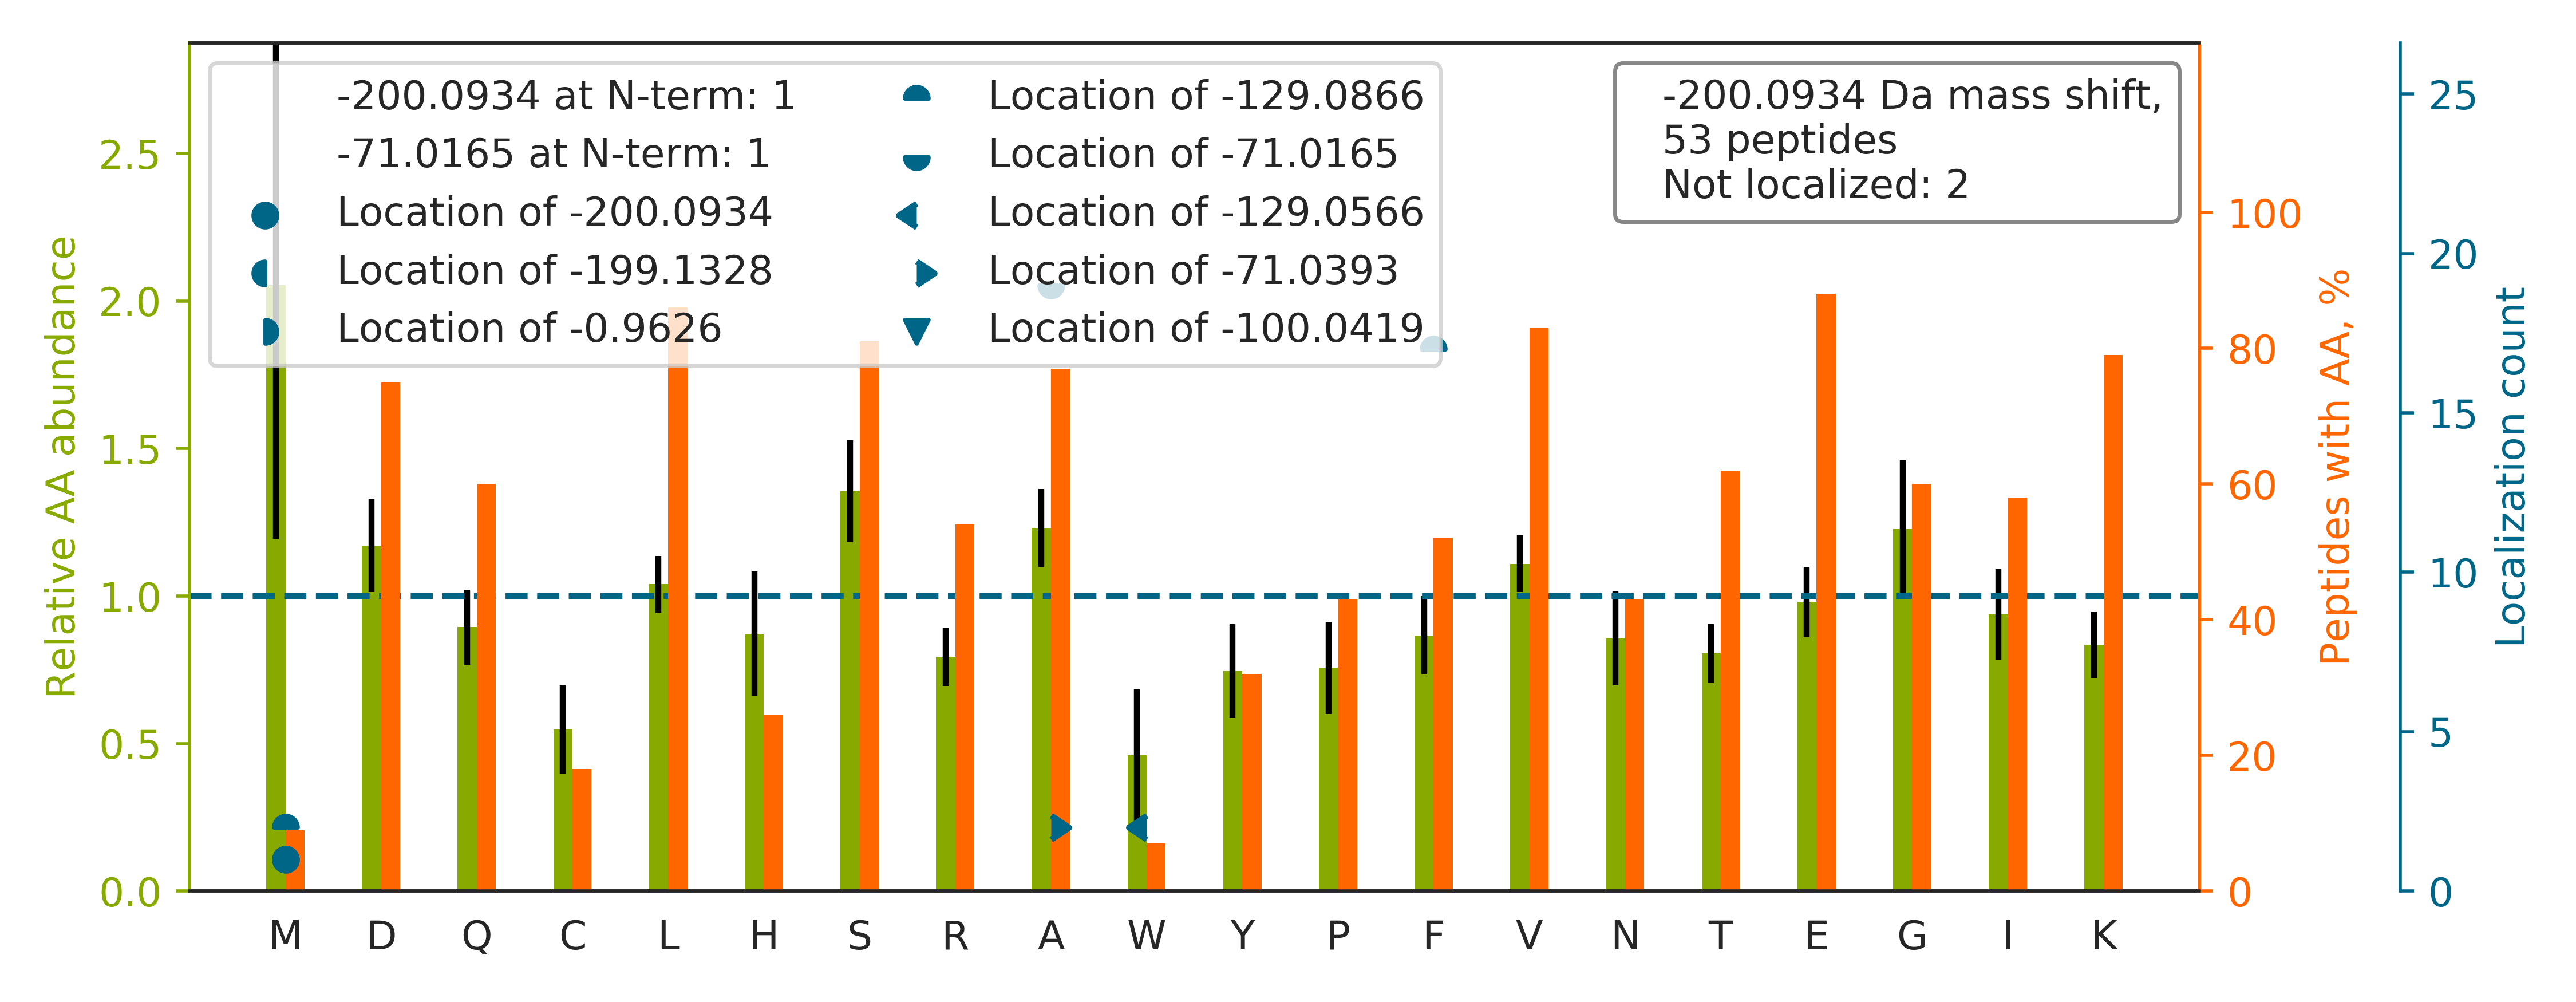 -200.0934 at N-term: 1
-71.0165 at N-term: 1
Location of -200.0934
Location of -199.1328
Location of -0.9626
Location of -129.0866
Location of -71.0165
Location of -129.0566
Location of -71.0393
Location of -100.0419
-200.0934 Da mass shift,
53 peptides
Not localized: 2
Relative AA abundance
2.5
2.0
1.5
1.0
0.5
0.0
100
80
60
40
20
0
Peptides with AA, %
25
20
15
10
5
0
Localization count
M D Q C L H S R A W Y P F V N T E G I K